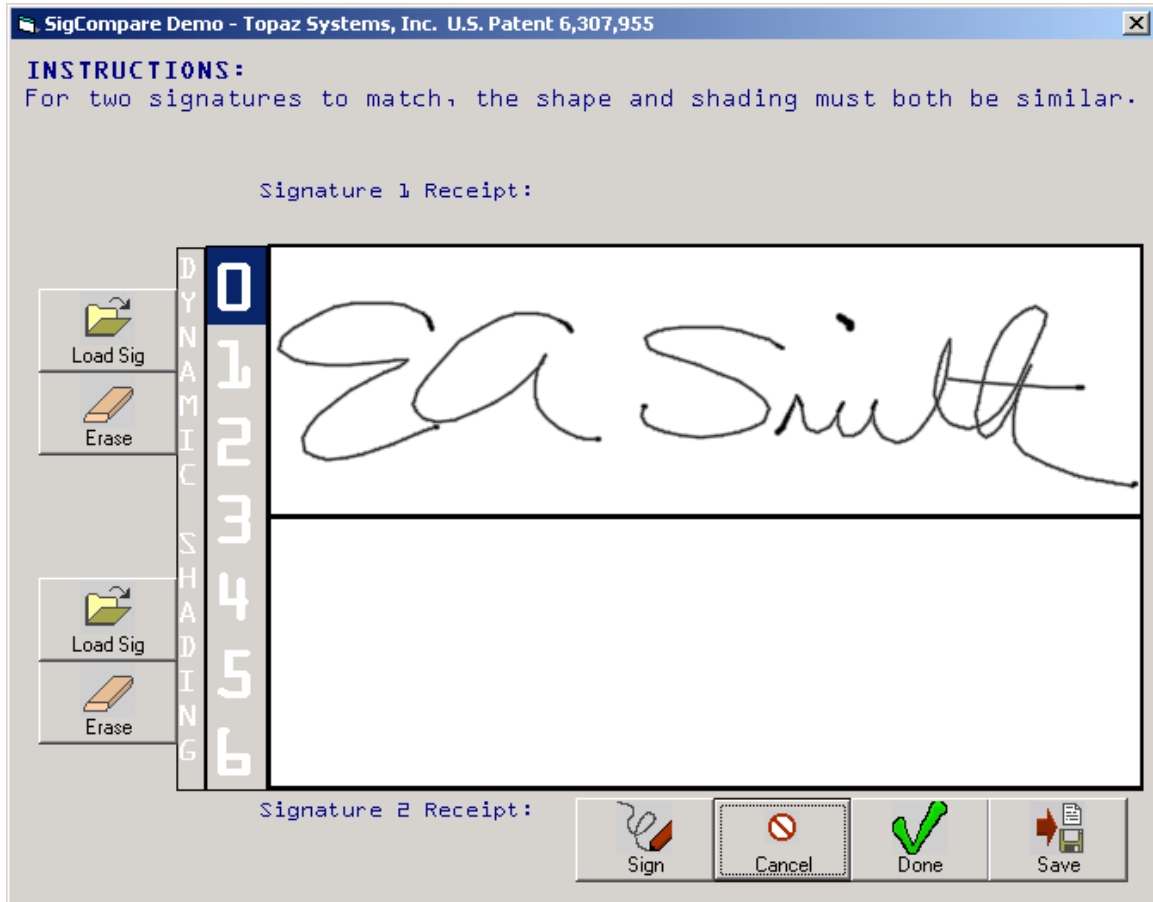 SigCompare Demo - Topaz Systems, Inc. U.S. Patent 6,307,955
INSTRUCTIONS:
For two signatures to match, the shape and shading must both be similar.
Signature 1 Receipt:
DYNAMIC SHADING
0
1
2
3
4
5
6
Load Sig
Erase
EA Smith
Load Sig
Erase
Signature 2 Receipt:
Sign
Cancel
Done
Save